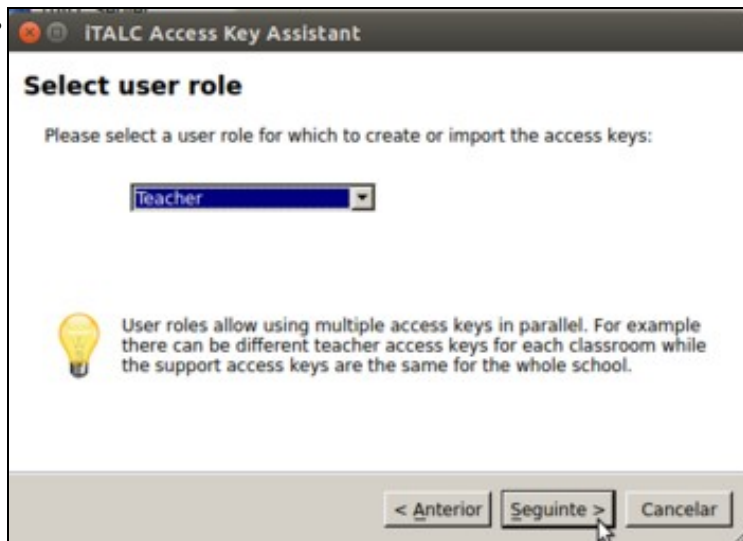 iTALC Access Key Assistant
Select user role
Please select a user role for which to create or import the access keys:
Teacher
User roles allow using multiple access keys in parallel. For example
there can be different teacher access keys for each classroom while
the support access keys are the same for the whole school.
< Anterior
Seguinte >
Cancelar